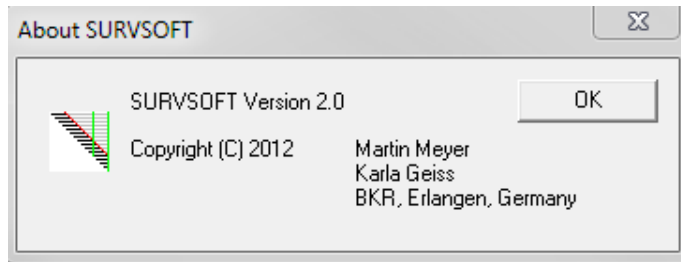 About SURVSOFT
SURVSOFT Version 2.0
OK
Copyright (C) 2012
Martin Meyer
Karla Geiss
BKR, Erlangen, Germany